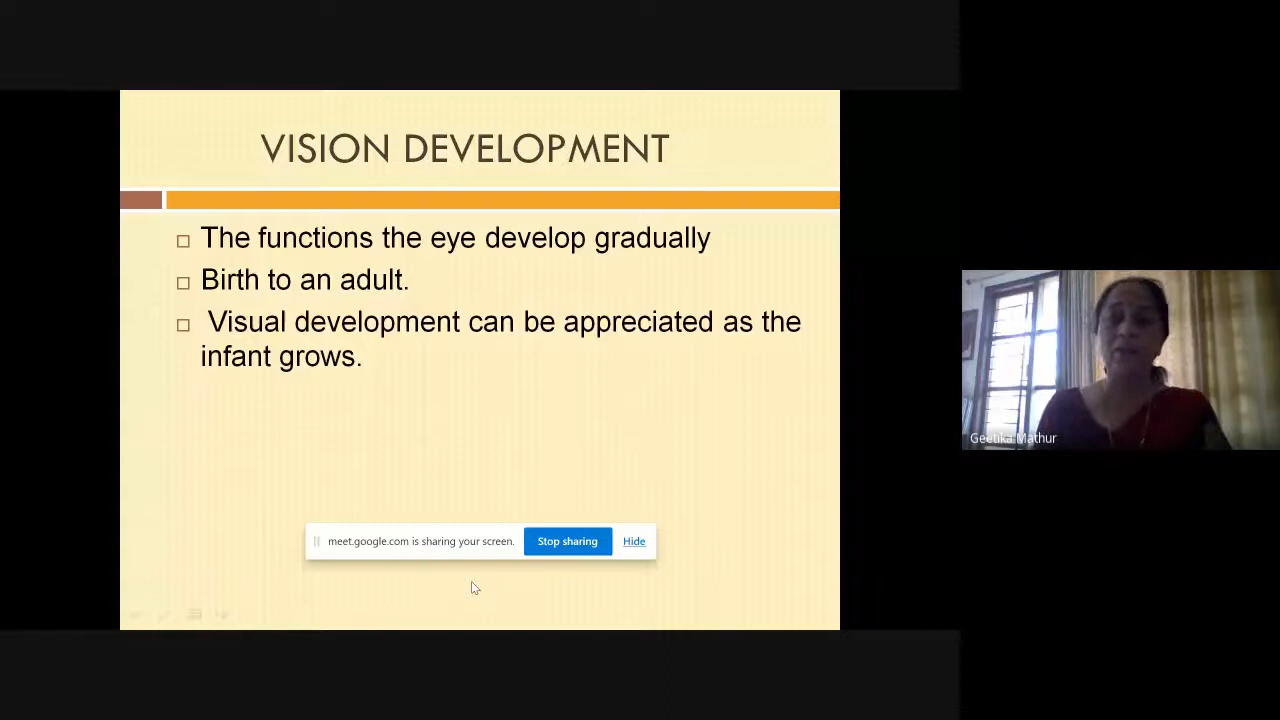 VISION DEVELOPMENT
The functions the eye develop gradually
Birth to an adult.
Visual development can be appreciated as the
infant grows.
meet.google.com is sharing your screen. Stop sharing Hide
Geetika Mathur